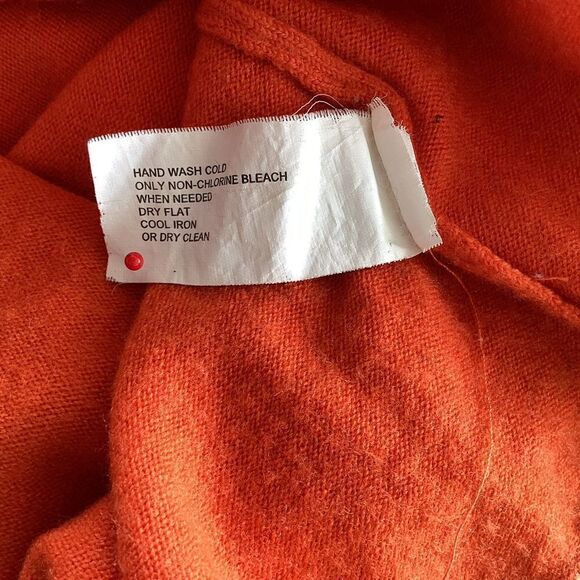 HAND WASH COLD
ONLY NON-CHLORINE BLEACH
WHEN NEEDED
DRY FLAT
COOL IRON
OR DRY CLEAN